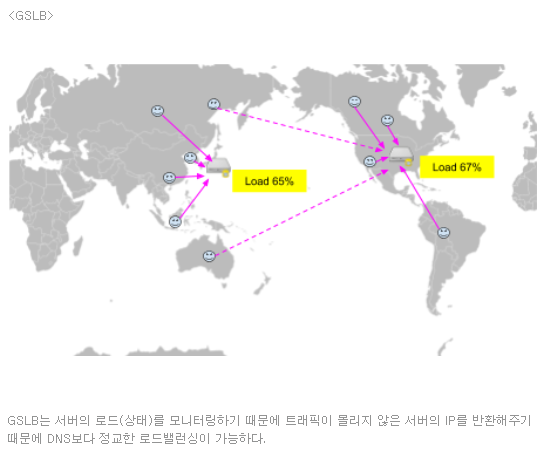 <GSLB>
Load 65%
Load 67%
GSLB는 서버의 로드(상태)를 모니터링하기 때문에 트래픽이 몰리지 않은 서버의 IP를 반환해주기
때문에 DNS보다 정교한 로드밸런싱이 가능하다.